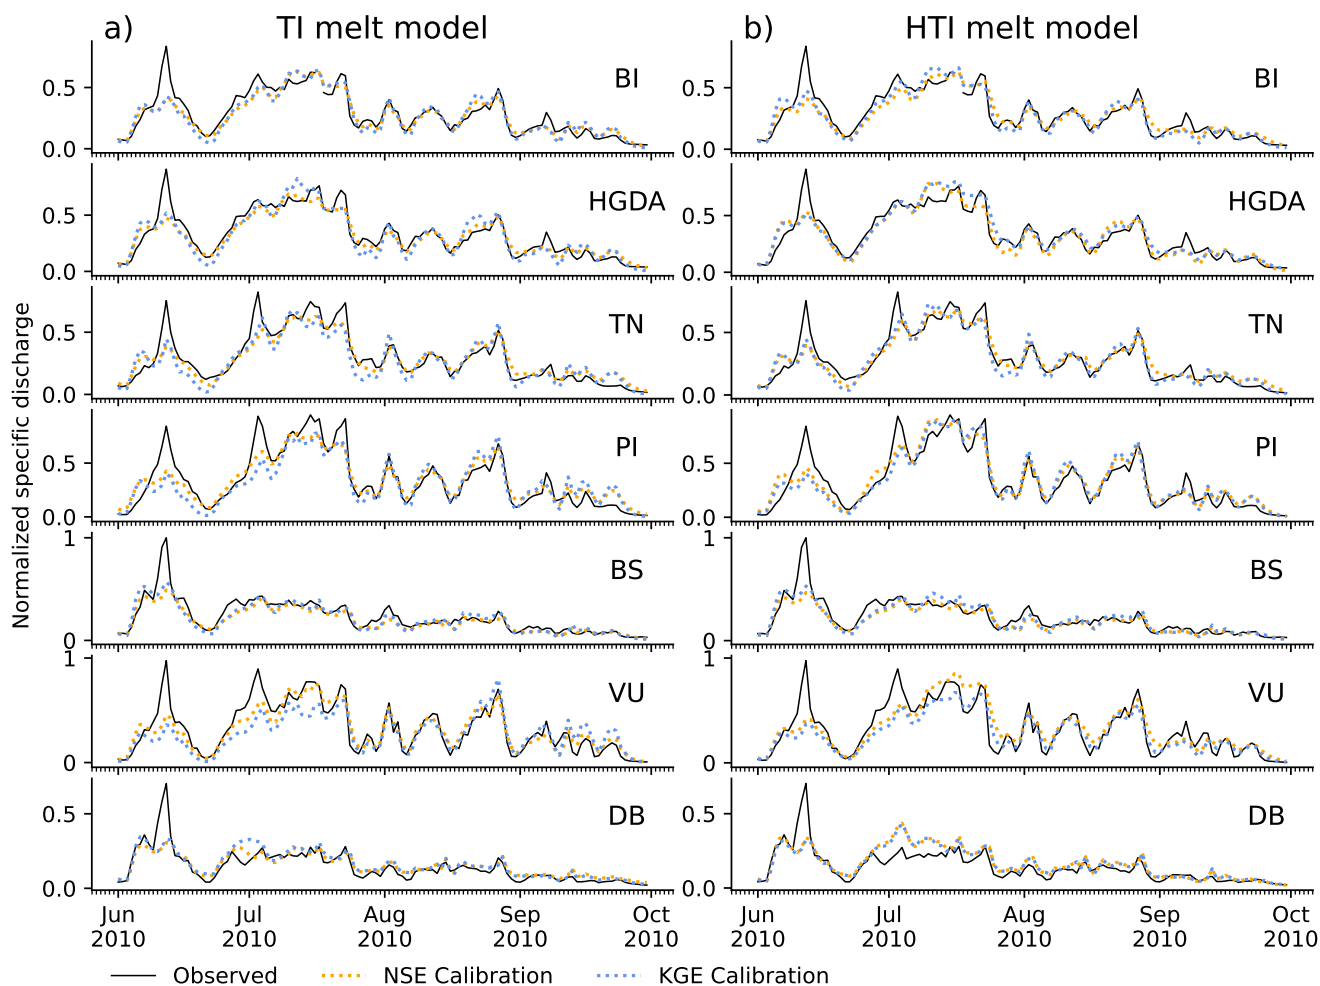 a) TI melt model
b) HTI melt model
Normalized specific discharge
0.5
0.0
BI
0.5
0.0
BI
0.5
0.0
HGDA
0.5
0.0
HGDA
0.5
0.0
TN
0.5
0.0
TN
0.5
0.0
PI
0.5
0.0
PI
1
0
BS
1
0
BS
1
0
VU
1
0
VU
0.5
0.0
DB
0.5
0.0
DB
Jun Jul Aug Sep Oct
2010 2010 2010 2010 2010
Jun Jul Aug Sep Oct
2010 2010 2010 2010 2010
Observed NSE Calibration KGE Calibration